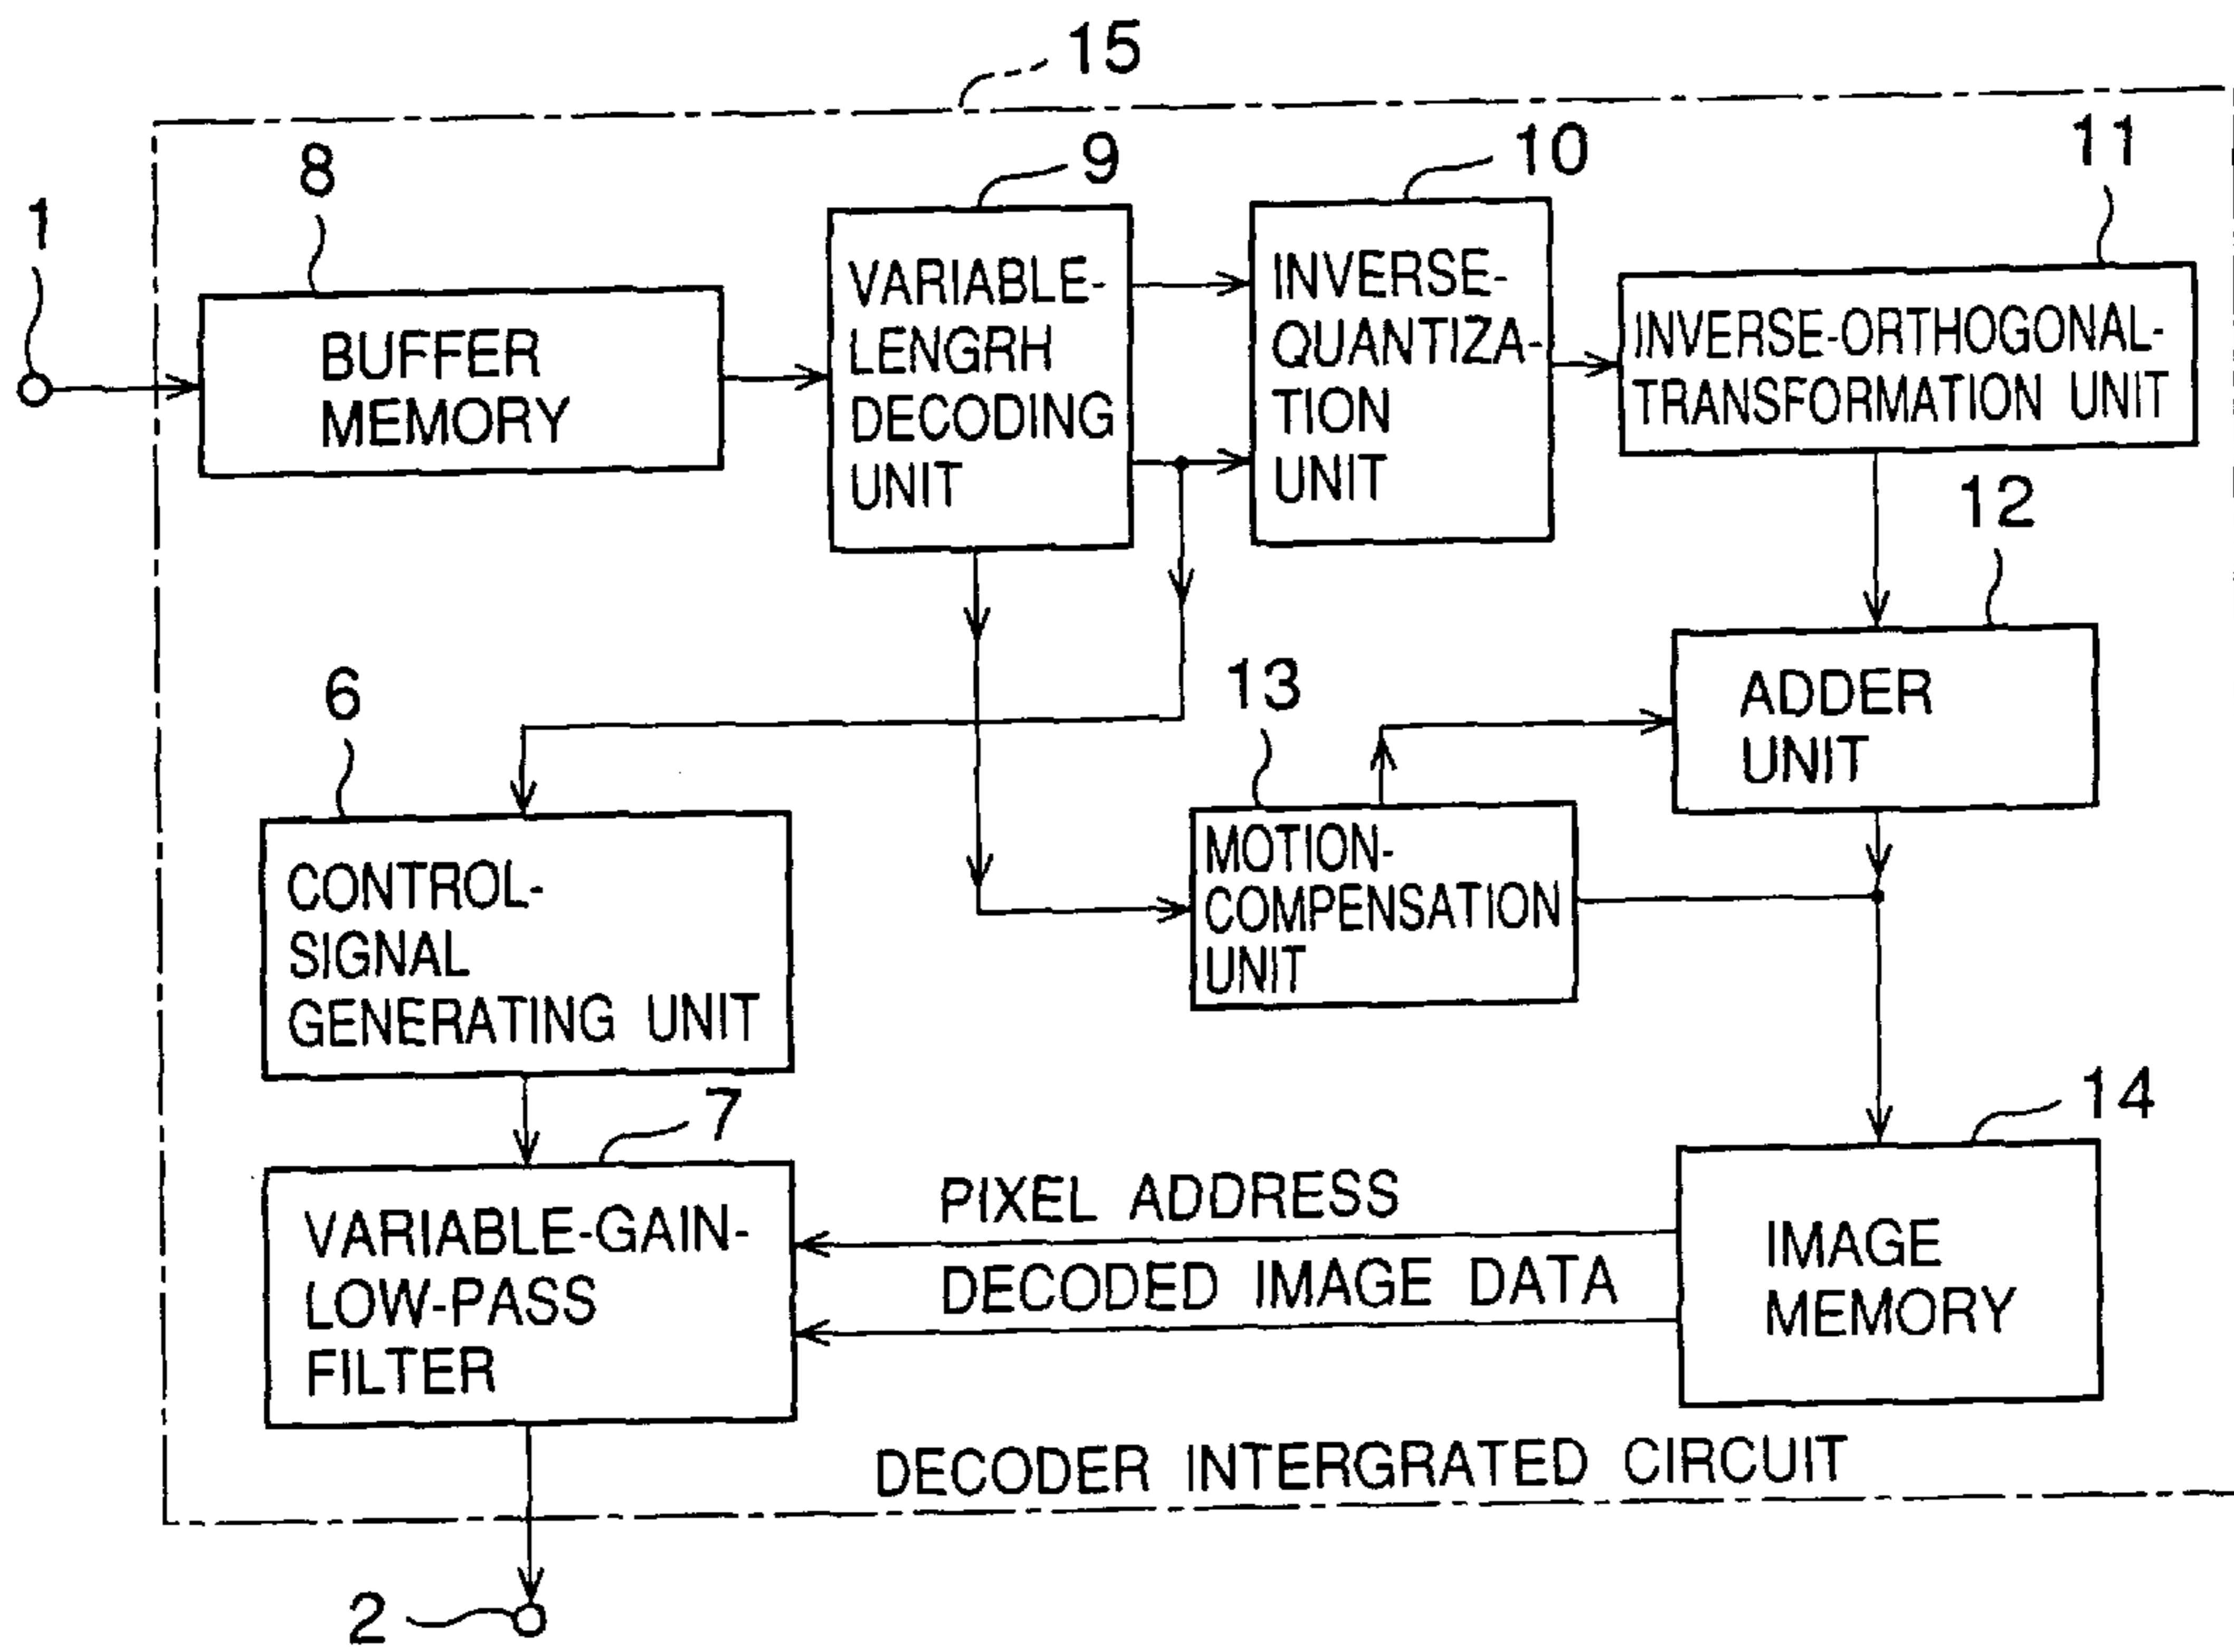 15
1
8
BUFFER
MEMORY
9
VARIABLE-
LENGRH
DECODING
UNIT
10
INVERSE-
QUANTIZA-
TION
UNIT
11
INVERSE-ORTHOGONAL-
TRANSFORMATION UNIT
12
ADDER
UNIT
13
MOTION-
COMPENSATION
UNIT
6
CONTROL-
SIGNAL
GENERATING UNIT
7
VARIABLE-GAIN-
LOW-PASS
FILTER
PIXEL ADDRESS
DECODED IMAGE DATA
14
IMAGE
MEMORY
DECODER INTERGRATED CIRCUIT
2